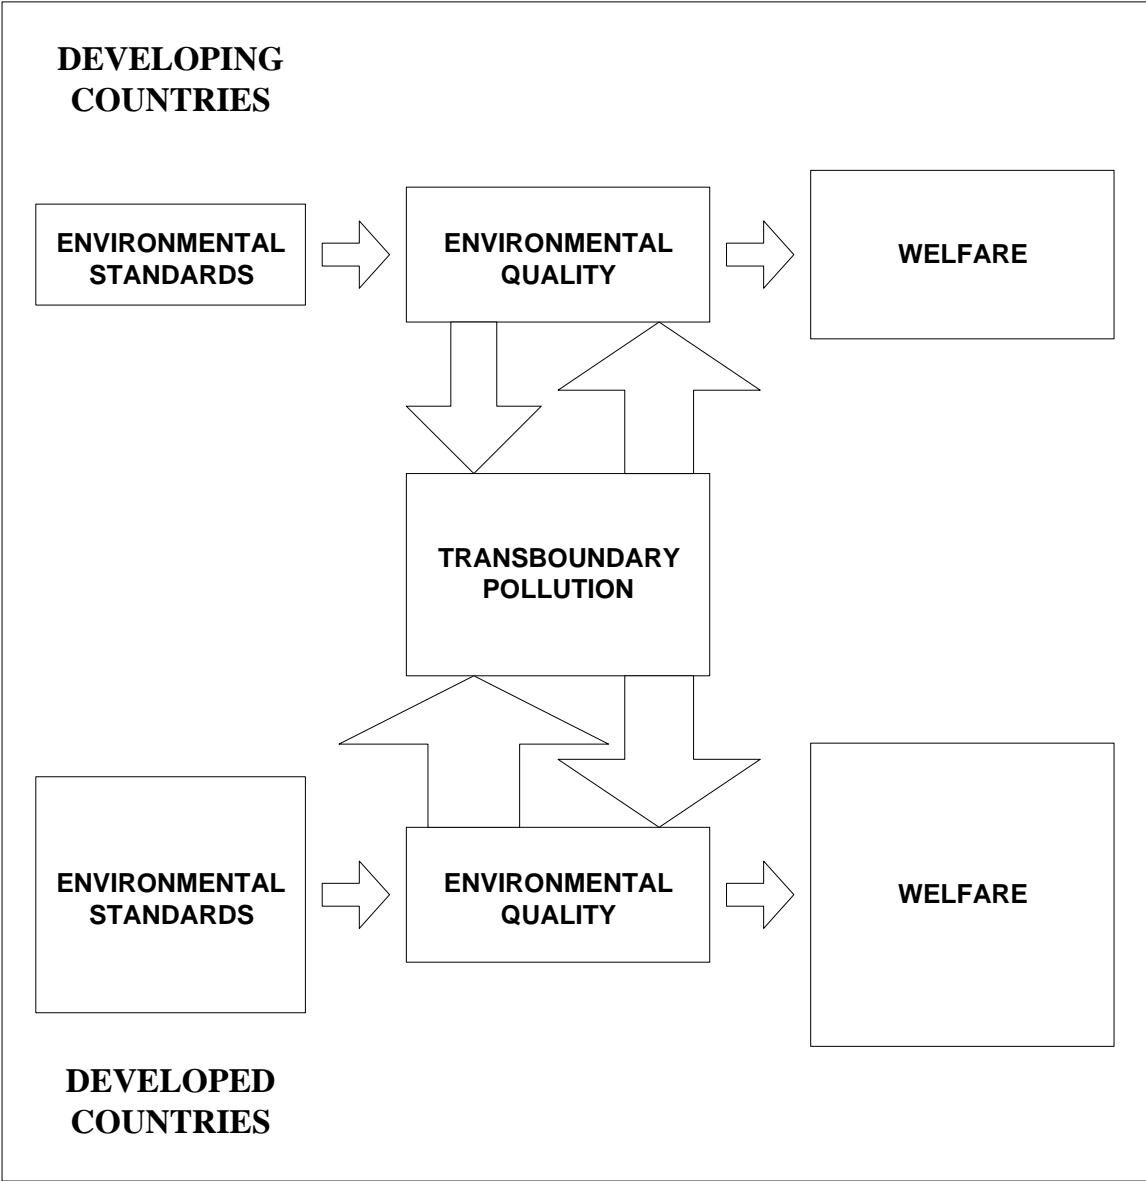 DEVELOPING
COUNTRIES
ENVIRONMENTAL
STANDARDS
ENVIRONMENTAL
QUALITY
WELFARE
TRANSBOUNDARY
POLLUTION
ENVIRONMENTAL
STANDARDS
ENVIRONMENTAL
QUALITY
WELFARE
DEVELOPED
COUNTRIES